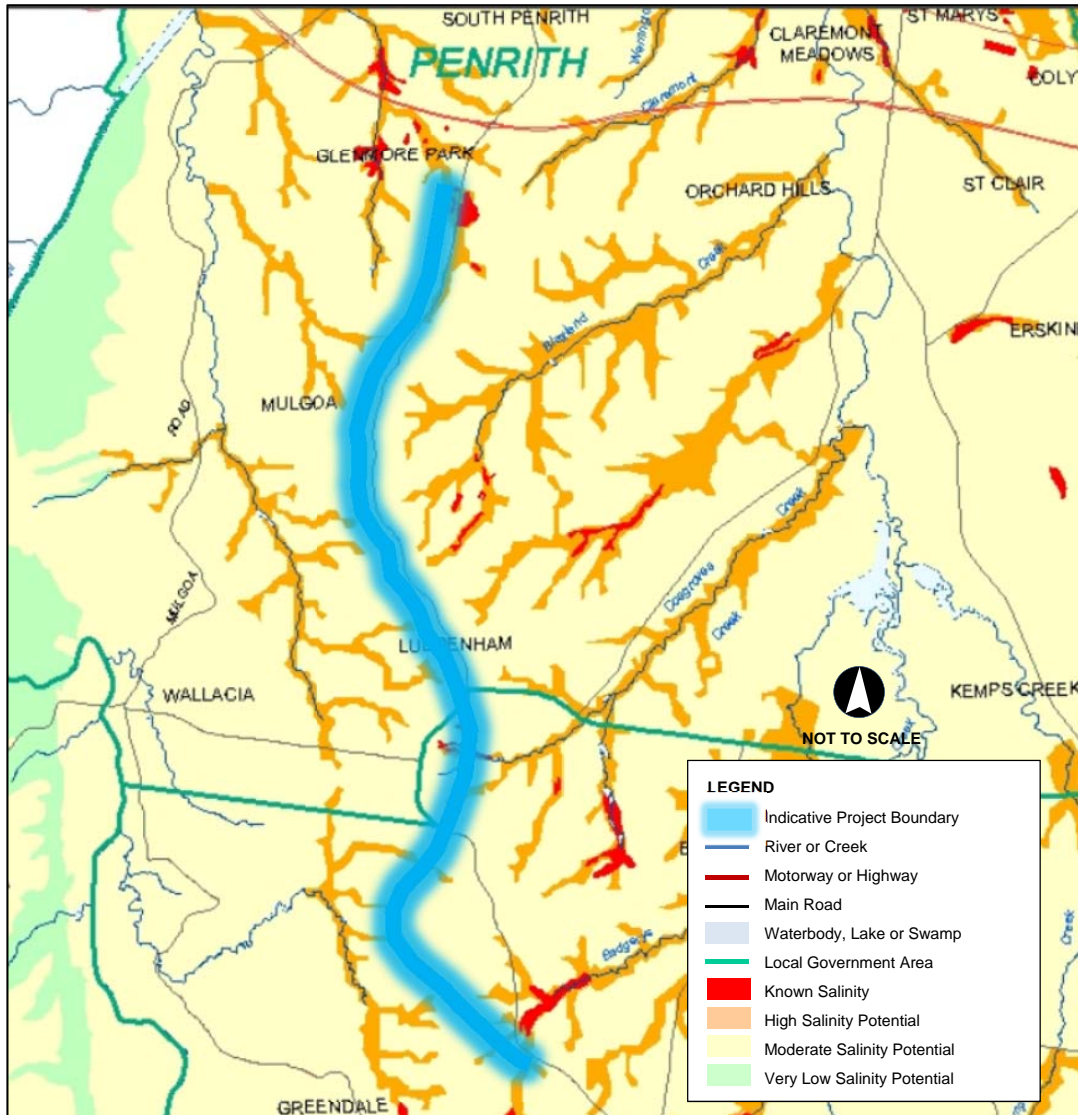 SOUTH PENRITH
ST MARYS
CLAREMONT
MEADOWS
PENRITH
COLY
Claremont
GLENMORE PARK
ORCHARD HILLS
ST CLAIR
Creek
Blaxland
ERSKIN
MULGOA
ROAD
Creek
Cosgroves
Creek
MULGOA
LUDDENHAM
WALLACIA
KEMPS CREEK
NOT TO SCALE
Badgerys
Creek
GREENDALE
LEGEND
Indicative Project Boundary
River or Creek
Motorway or Highway
Main Road
Waterbody, Lake or Swamp
Local Government Area
Known Salinity
High Salinity Potential
Moderate Salinity Potential
Very Low Salinity Potential